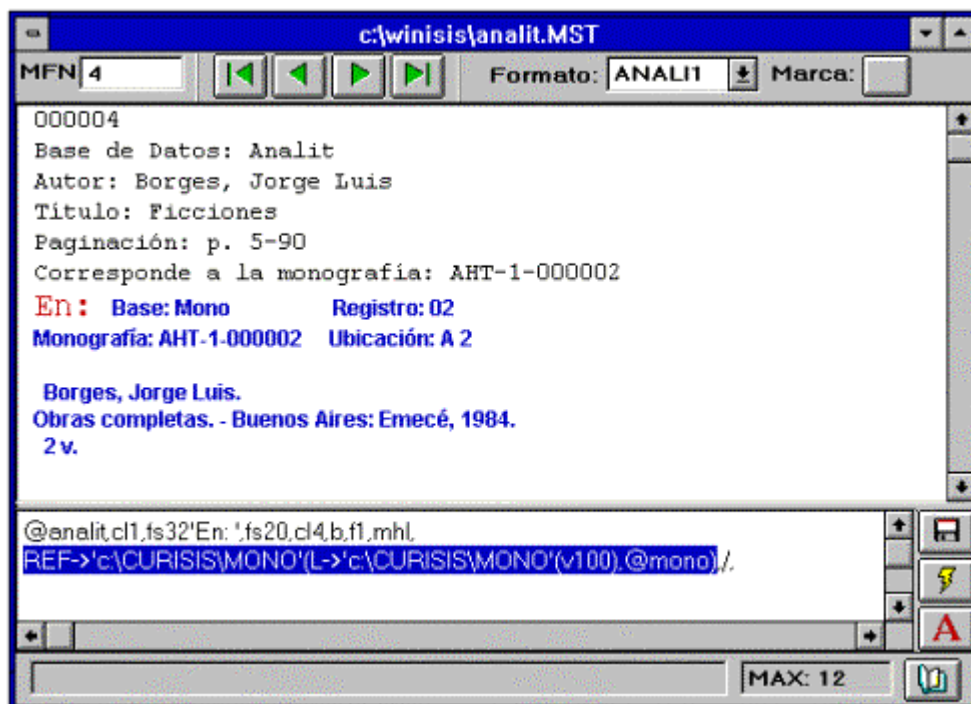 c:\winisis\analit.MST
MFN 4 Formato: ANALI1 Marca:
000004
Base de Datos: Analit
Autor: Borges, Jorge Luis
Título: Ficciones
Paginación: p. 5-90
Corresponde a la monografía: AHT-1-000002
En: Base: Mono Registro: 02
Monografía: AHT-1-000002 Ubicación: A 2
Borges, Jorge Luis.
Obras completas. - Buenos Aires: Emecé, 1984.
2 v.
@analit,cl1,fs32'En: ',fs20,cl4,b,f1,mhl,
REF->'c:\CURISIS\MONO'(L->'c:\CURISIS\MONO'(v100),@mono),/,
A
MAX: 12